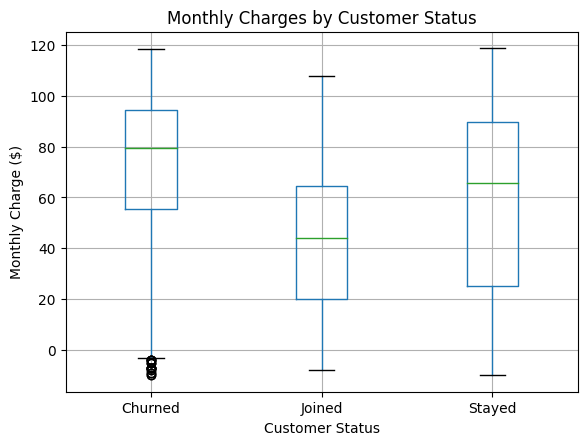 Monthly Charges by Customer Status
Monthly Charge ($)
120
100
80
60
40
20
0
Churned
Joined
Stayed
Customer Status